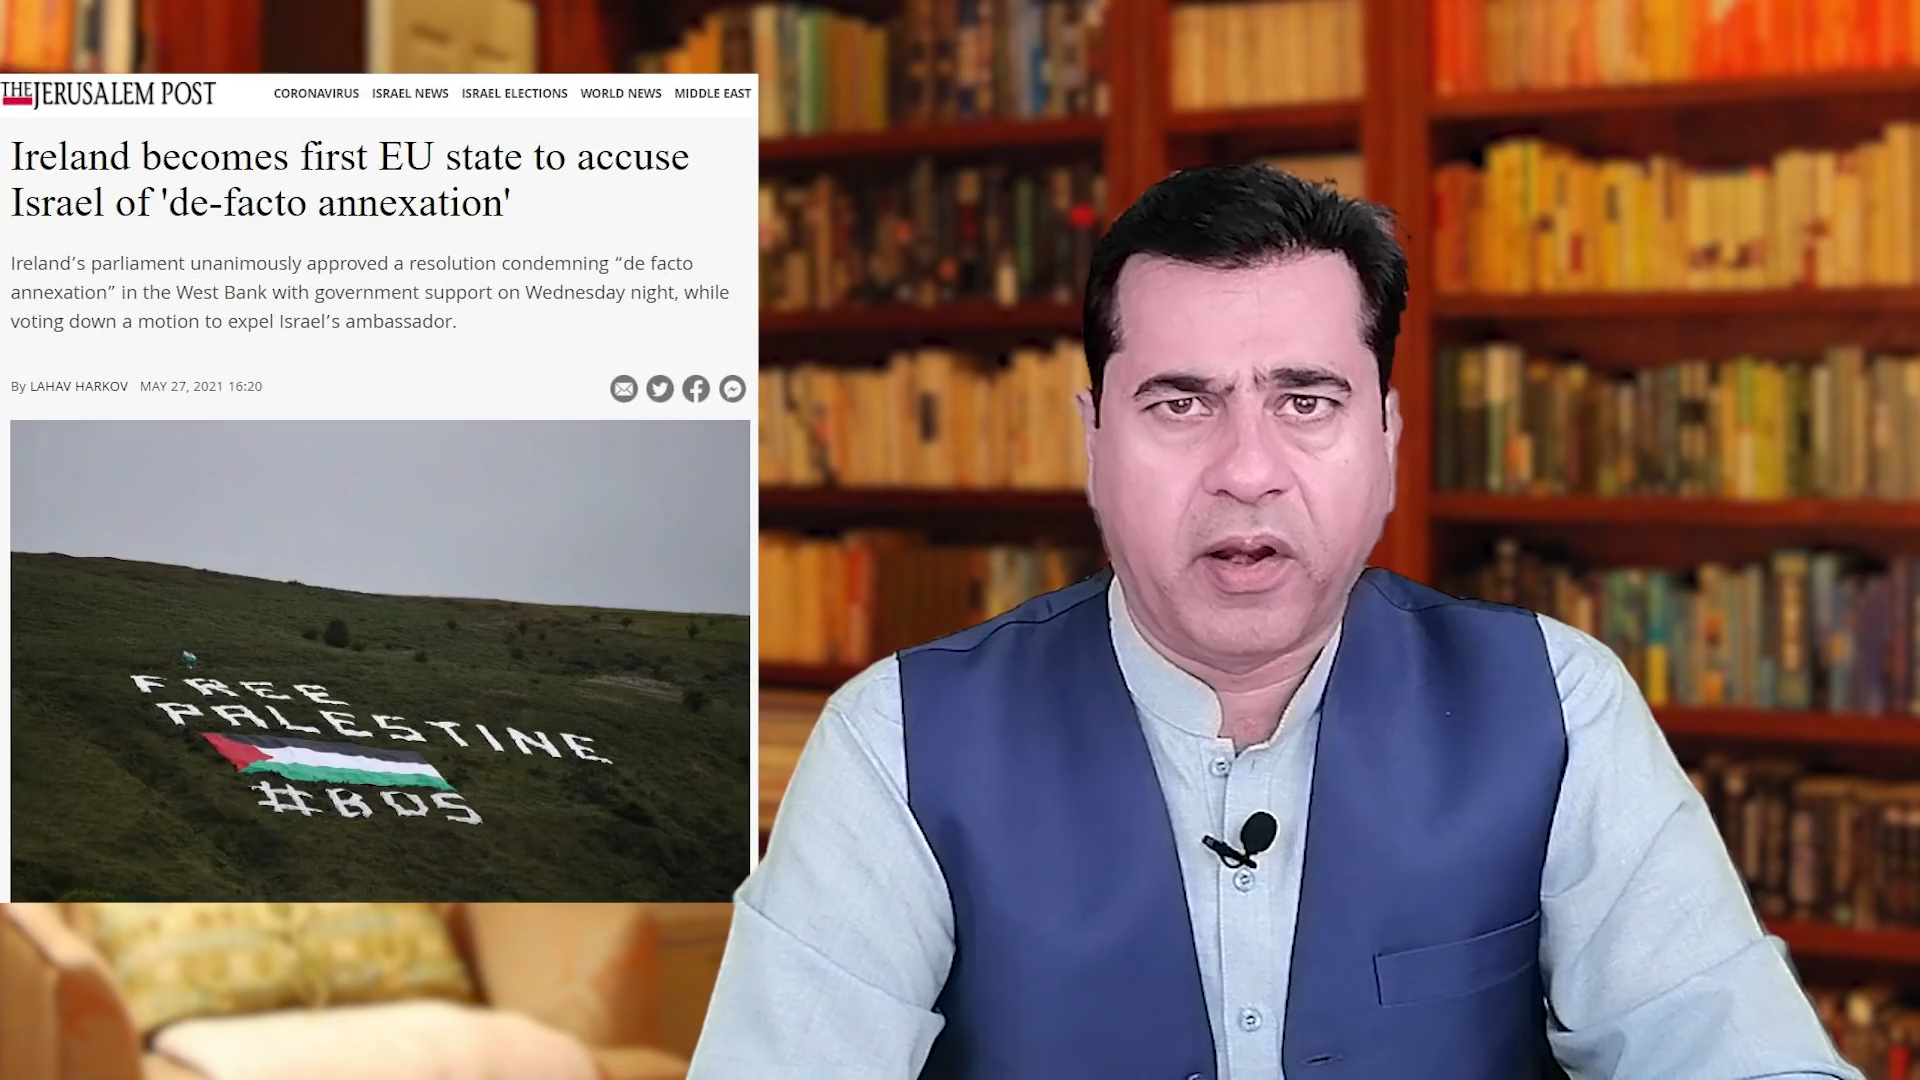 THE JERUSALEM POST
CORONAVIRUS ISRAEL NEWS ISRAEL ELECTIONS WORLD NEWS MIDDLE EAST
Ireland becomes first EU state to accuse
Israel of 'de-facto annexation'
Ireland’s parliament unanimously approved a resolution condemning “de facto
annexation” in the West Bank with government support on Wednesday night, while
voting down a motion to expel Israel’s ambassador.
By LAHAV HARKOV MAY 27, 2021 16:20
FREE
PALESTINE
#BDS